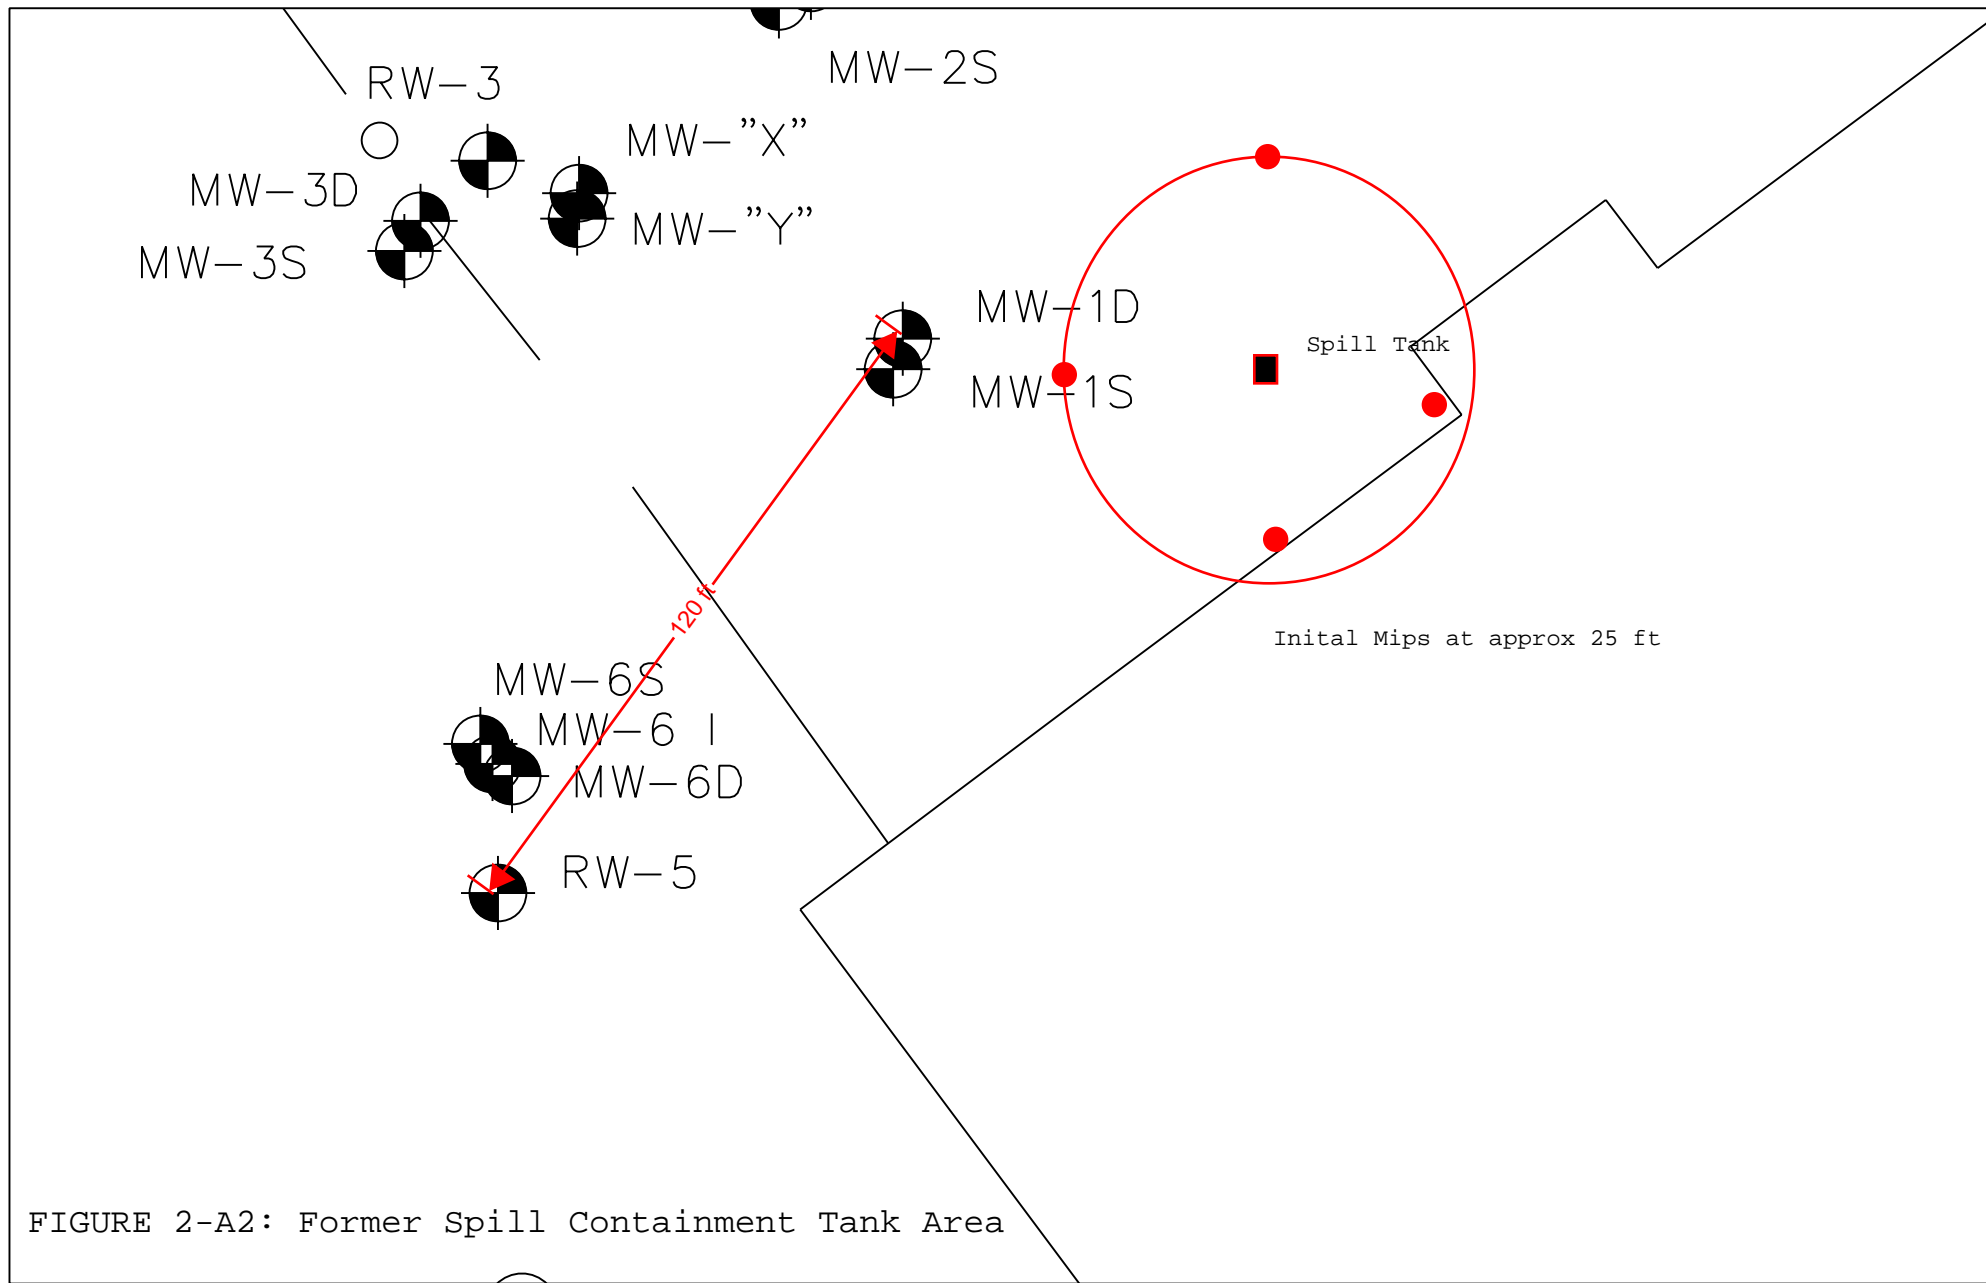 MW-2S
RW-3
MW-"X"
MW-3D
MW-"Y"
MW-3S
MW-1D
Spill Tank
MW-1S
120 ft
Inital Mips at approx 25 ft
MW-6S
MW-6 I
MW-6D
RW-5
FIGURE 2-A2: Former Spill Containment Tank Area